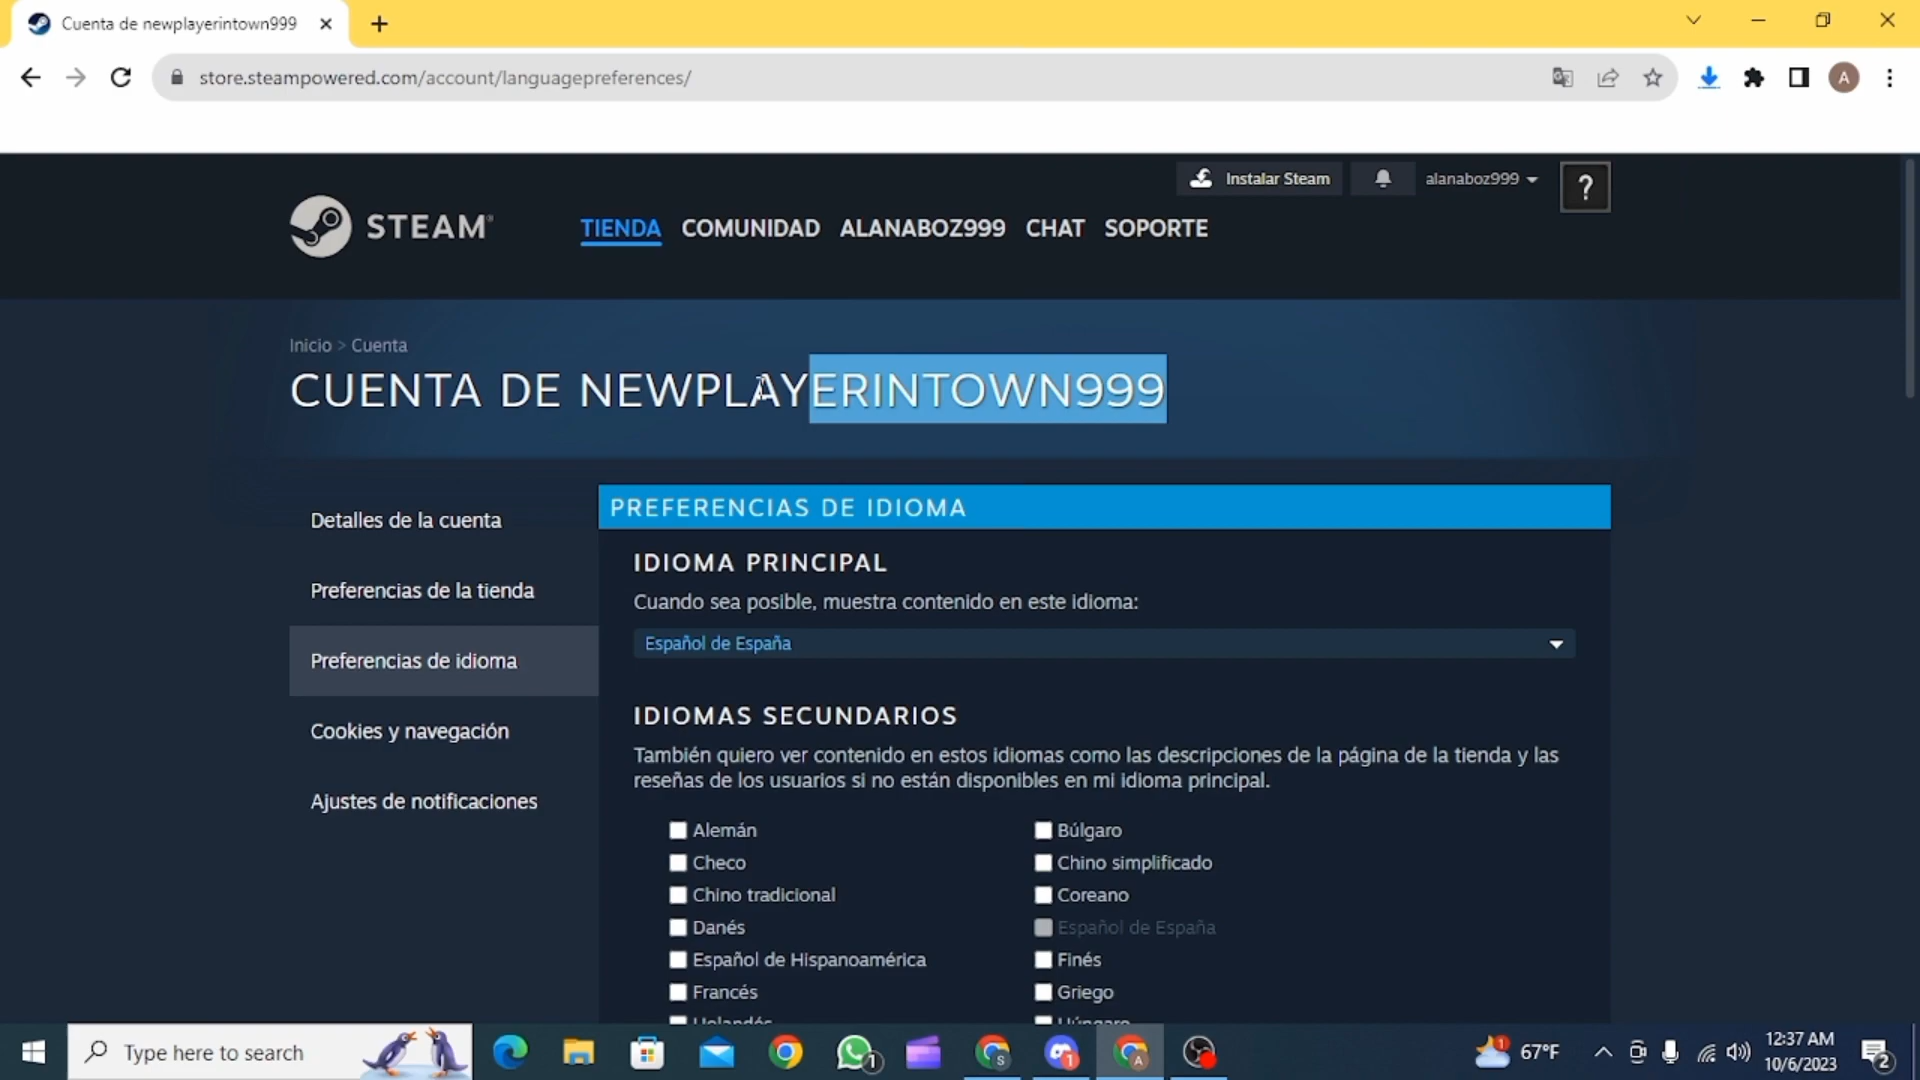 Cuenta de newplayerintown999
store.steampowered.com/account/languagepreferences/
A
Instalar Steam
alanaboz999
?
STEAM®
TIENDA COMUNIDAD ALANABOZ999 CHAT SOPORTE
Inicio > Cuenta
CUENTA DE NEWPLAYERINTOWN999
Detalles de la cuenta
Preferencias de la tienda
Preferencias de idioma
Cookies y navegación
Ajustes de notificaciones
PREFERENCIAS DE IDIOMA
IDIOMA PRINCIPAL
Cuando sea posible, muestra contenido en este idioma:
Español de España
IDIOMAS SECUNDARIOS
También quiero ver contenido en estos idiomas como las descripciones de la página de la tienda y las
reseñas de los usuarios si no están disponibles en mi idioma principal.
Alemán Búlgaro
Checo Chino simplificado
Chino tradicional Coreano
Danés Español de España
Español de Hispanoamérica Finés
Francés Griego
Holandés Húngaro
Type here to search
1
S
1
A
1
67°F
12:37 AM
10/6/2023
2